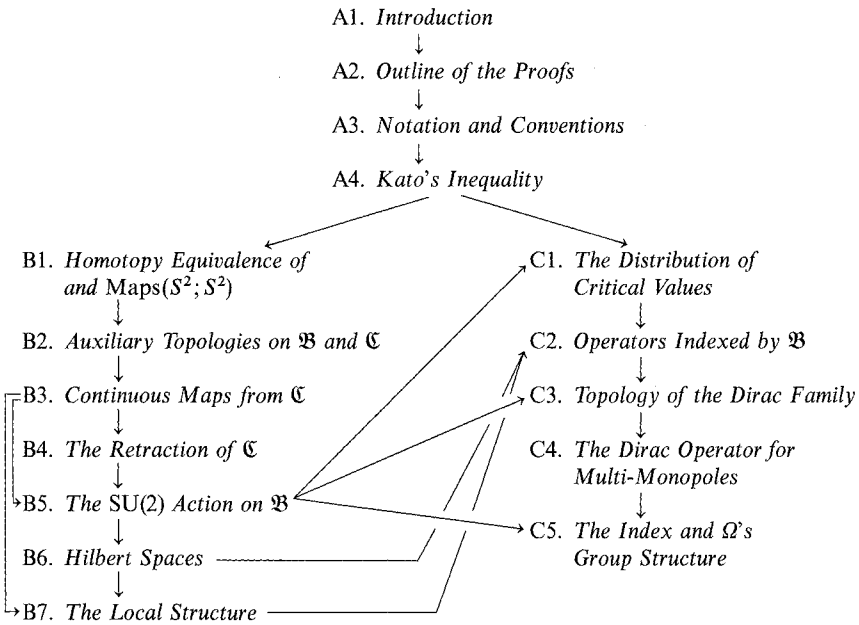 A1. Introduction
A2. Outline of the Proofs
A3. Notation and Conventions
A4. Kato's Inequality
B1. Homotopy Equivalence of
and Maps(S²; S²)
B2. Auxiliary Topologies on 𝔅 and ℭ
B3. Continuous Maps from ℭ
B4. The Retraction of ℭ
B5. The SU(2) Action on 𝔅
B6. Hilbert Spaces
B7. The Local Structure
C1. The Distribution of
Critical Values
C2. Operators Indexed by 𝔅
C3. Topology of the Dirac Family
C4. The Dirac Operator for
Multi-Monopoles
C5. The Index and Ω's
Group Structure